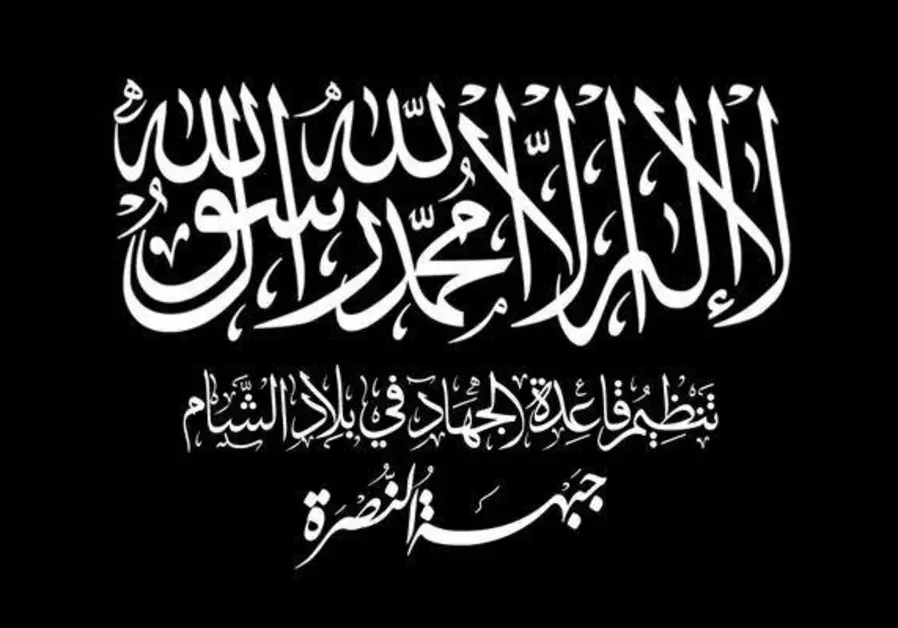 لا إله إلا الله محمد رسول الله
تنظيم قاعدة الجهاد في بلاد الشام
جبهة النصرة